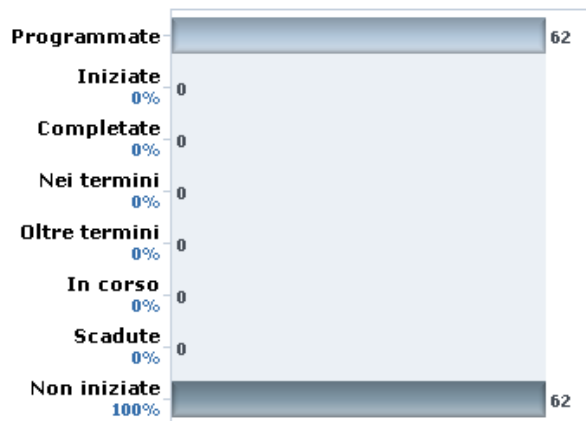 Programmate 62
Iniziate 0
0%
Completate 0
0%
Nei termini 0
0%
Oltre termini 0
0%
In corso 0
0%
Scadute 0
0%
Non iniziate 62
100%